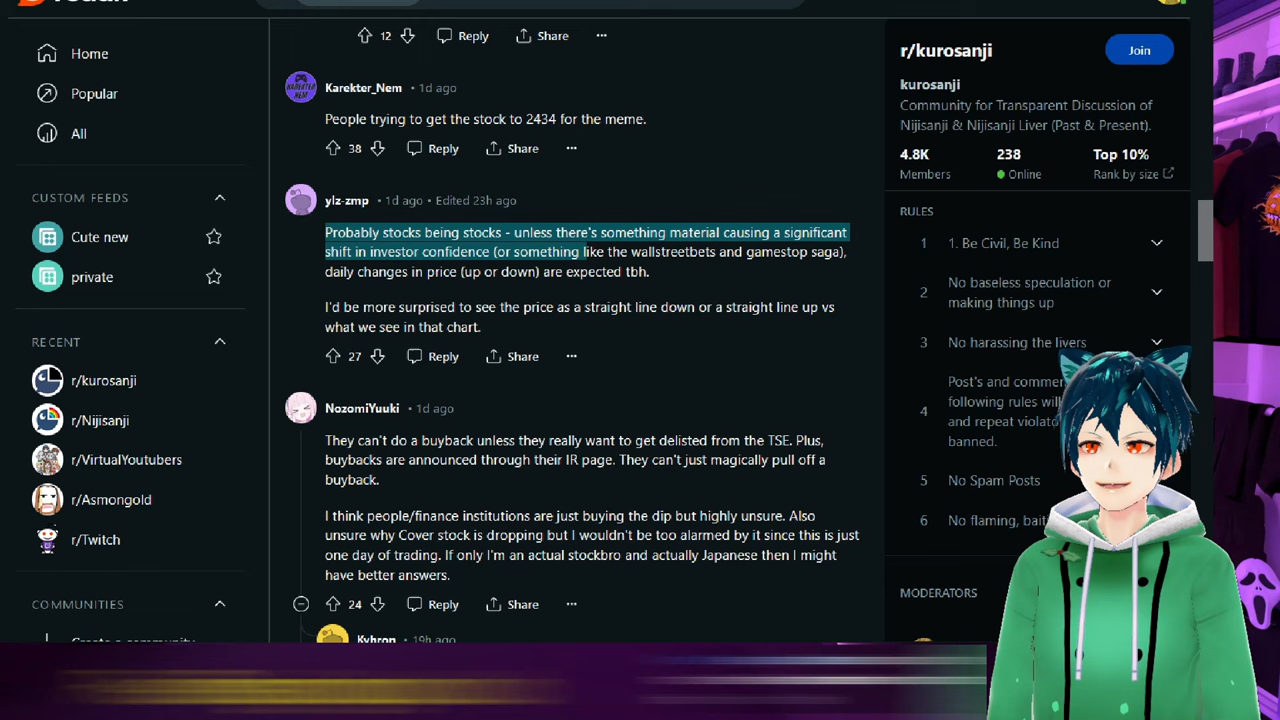 12
Reply
Share
Home
Popular
All
CUSTOM FEEDS
Cute new
private
RECENT
r/kurosanji
r/Nijisanji
r/VirtualYoutubers
r/Asmongold
r/Twitch
COMMUNITIES
Karekter_Nem • 1d ago
KAREKTER
NEM
People trying to get the stock to 2434 for the meme.
38
Reply
Share
ylz-zmp • 1d ago • Edited 23h ago
Probably stocks being stocks - unless there's something material causing a significant
shift in investor confidence (or something like the wallstreetbets and gamestop saga),
daily changes in price (up or down) are expected tbh.
I'd be more surprised to see the price as a straight line down or a straight line up vs
what we see in that chart.
27
Reply
Share
NozomiYuuki • 1d ago
They can't do a buyback unless they really want to get delisted from the TSE. Plus,
buybacks are announced through their IR page. They can't just magically pull off a
buyback.
I think people/finance institutions are just buying the dip but highly unsure. Also
unsure why Cover stock is dropping but I wouldn't be too alarmed by it since this is just
one day of trading. If only I'm an actual stockbro and actually Japanese then I might
have better answers.
24
Reply
Share
Kyhron 19h ago
r/kurosanji
Join
kurosanji
Community for Transparent Discussion of
Nijisanji & Nijisanji Liver (Past & Present).
4.8K
238
Top 10%
Members
Online
Rank by size
RULES
1 1. Be Civil, Be Kind
2 No baseless speculation or
making things up
3 No harassing the livers
4 Post's and
following rules
and repeat
banned.
5 No Spam Posts
6 No flaming,
MODERATORS